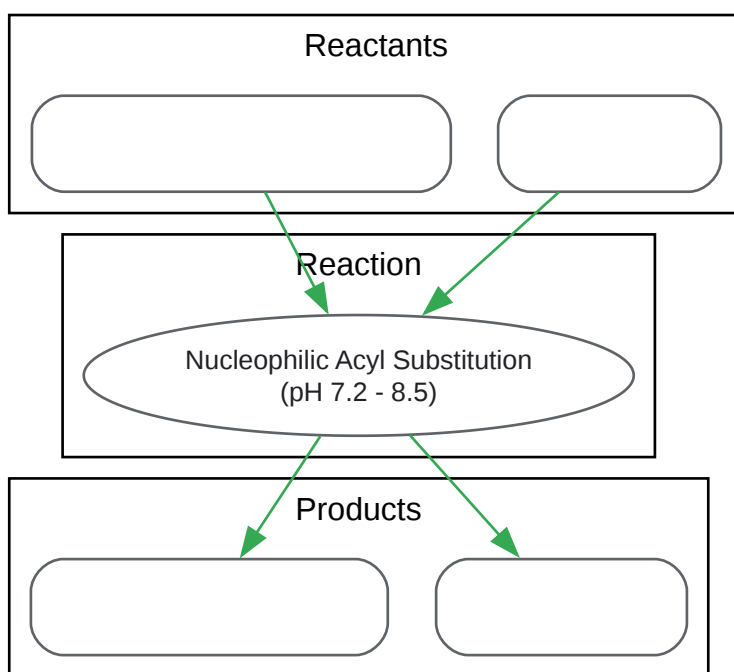 Reactants
Reaction
Nucleophilic Acyl Substitution
(pH 7.2 - 8.5)
Products